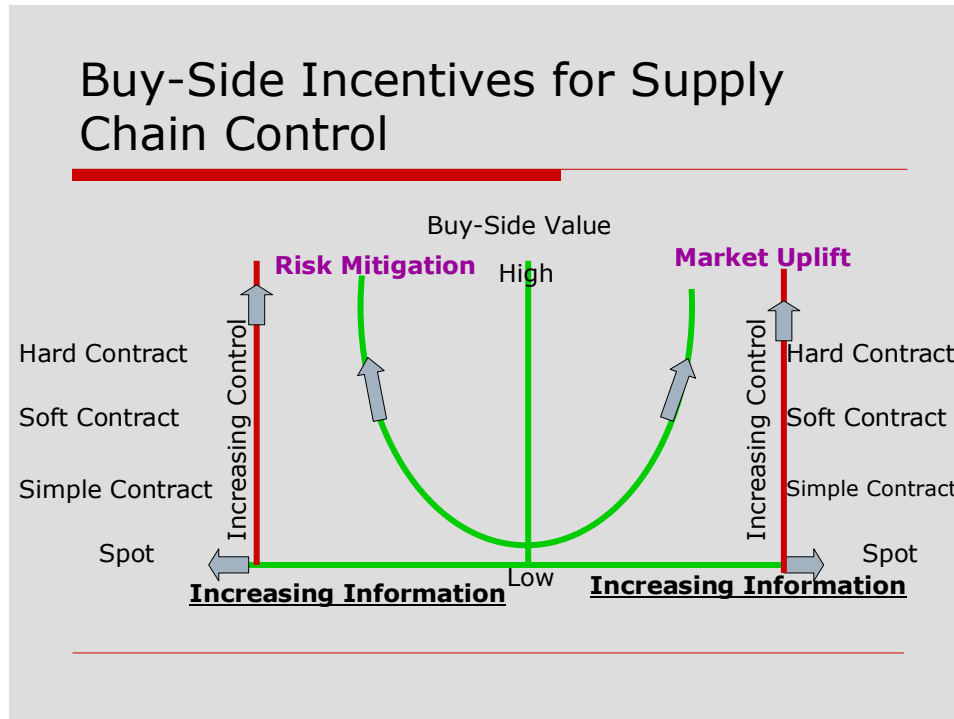 Buy-Side Incentives for Supply
Chain Control
Buy-Side Value
Risk Mitigation
High
Market Uplift
Increasing Control
Increasing Control
Hard Contract
Hard Contract
Soft Contract
Soft Contract
Simple Contract
Simple Contract
Spot
Spot
Low
Increasing Information
Increasing Information